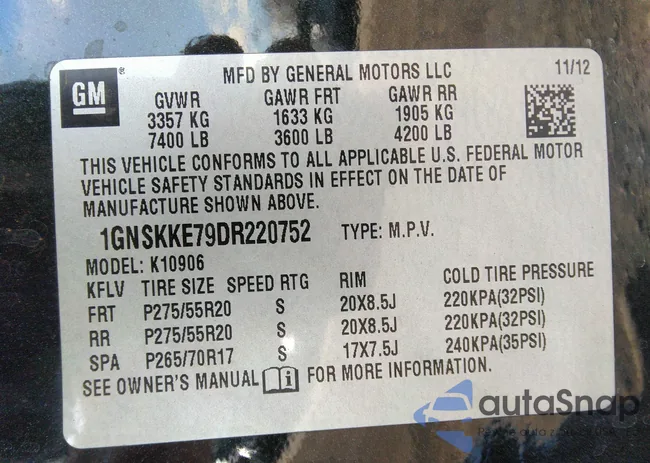 GM ®
MFD BY GENERAL MOTORS LLC 11/12
GVWR GAWR FRT GAWR RR
3357 KG 1633 KG 1905 KG
7400 LB 3600 LB 4200 LB
THIS VEHICLE CONFORMS TO ALL APPLICABLE U.S. FEDERAL MOTOR
VEHICLE SAFETY STANDARDS IN EFFECT ON THE DATE OF
MANUFACTURE SHOWN ABOVE.
1GNSKKE79DR220752 TYPE: M.P.V.
MODEL: K10906
KFLV TIRE SIZE SPEED RTG RIM COLD TIRE PRESSURE
FRT P275/55R20 S 20X8.5J 220KPA(32PSI)
RR P275/55R20 S 20X8.5J 220KPA(32PSI)
SPA P265/70R17 S 17X7.5J 240KPA(35PSI)
SEE OWNER'S MANUAL FOR MORE INFORMATION.
autaSnap